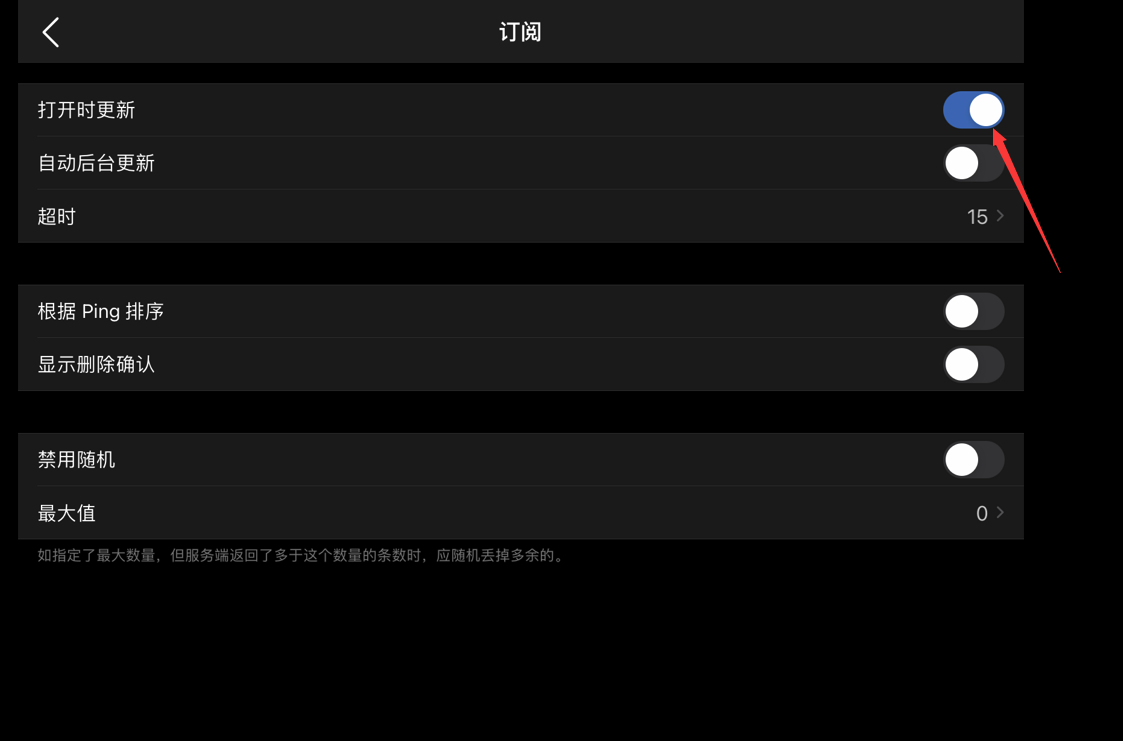 订阅
打开时更新
自动后台更新
超时 15
根据 Ping 排序
显示删除确认
禁用随机
最大值 0
如指定了最大数量，但服务端返回了多于这个数量的条数时，应随机丢掉多余的。